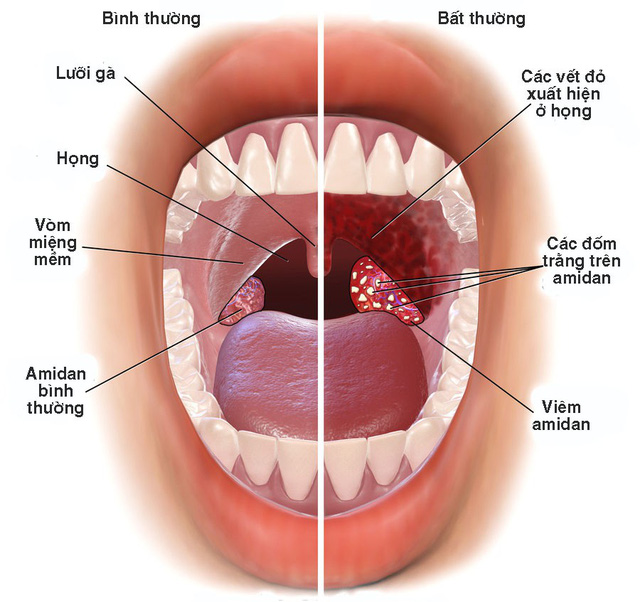 Bình thường
Bất thường
Lưỡi gà
Họng
Vòm
miệng
mềm
Amidan
bình
thường
Các vết đỏ
xuất hiện
ở họng
Các đốm
trằng trên
amidan
Viêm
amidan